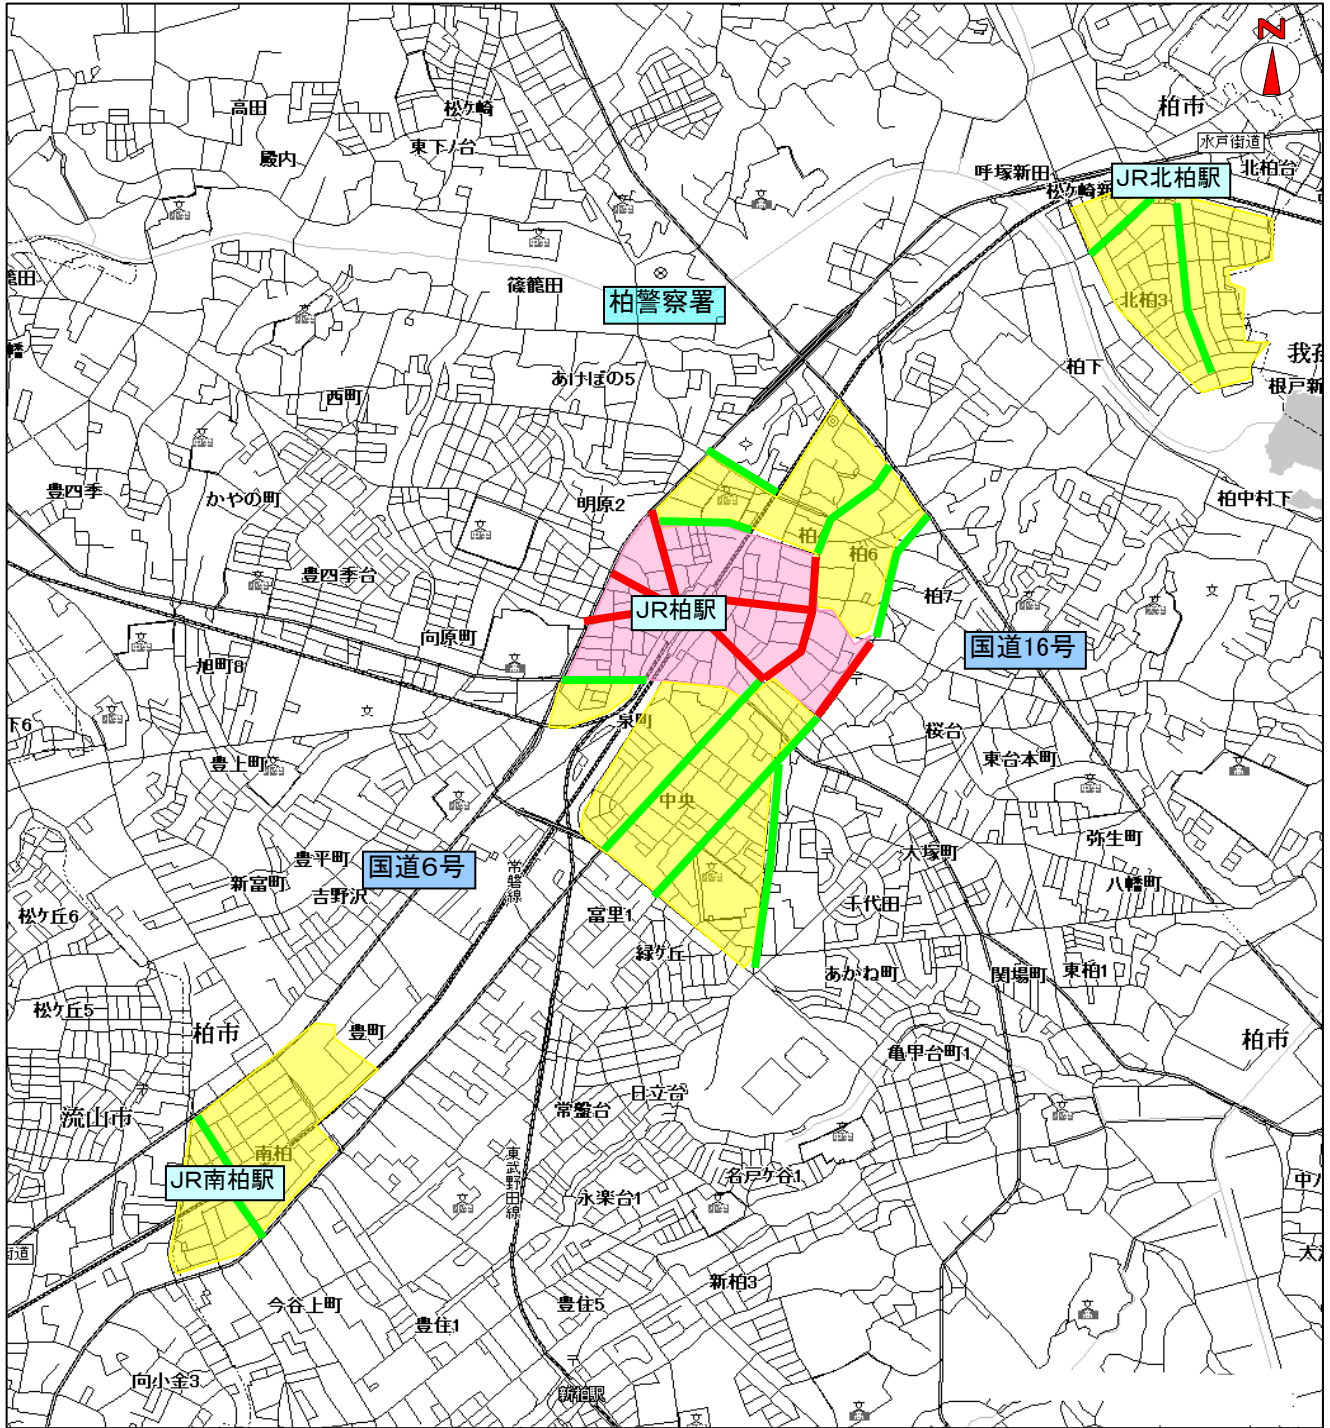 N
柏市
高田
松ケ崎
水戸街道
東下ノ台
殿内
呼塚新田
北柏台
JR北柏駅
松ケ崎新
篠籠田
柏警察署
北柏3
我孫
柏下
あけぼの5
西町
根戸新
豊四季
かやの町
明原2
柏中村下
柏6
豊四季台
柏7
JR柏駅
向原町
国道16号
旭町8
下6
泉町
桜台
豊上町
東台本町
中央
弥生町
豊平町
大塚町
国道6号
常磐線
新富町
吉野沢
八幡町
松ケ丘6
千代田
富里1
緑ケ丘
あかね町
関場町
東柏1
松ケ丘5
柏市
豊町
柏市
亀甲台町1
日立台
常盤台
流山市
南柏
東武野田線
名戸ケ谷1
JR南柏駅
永楽台1
街道
新柏3
今谷上町
豊住5
豊住1
向小金3
新柏駅